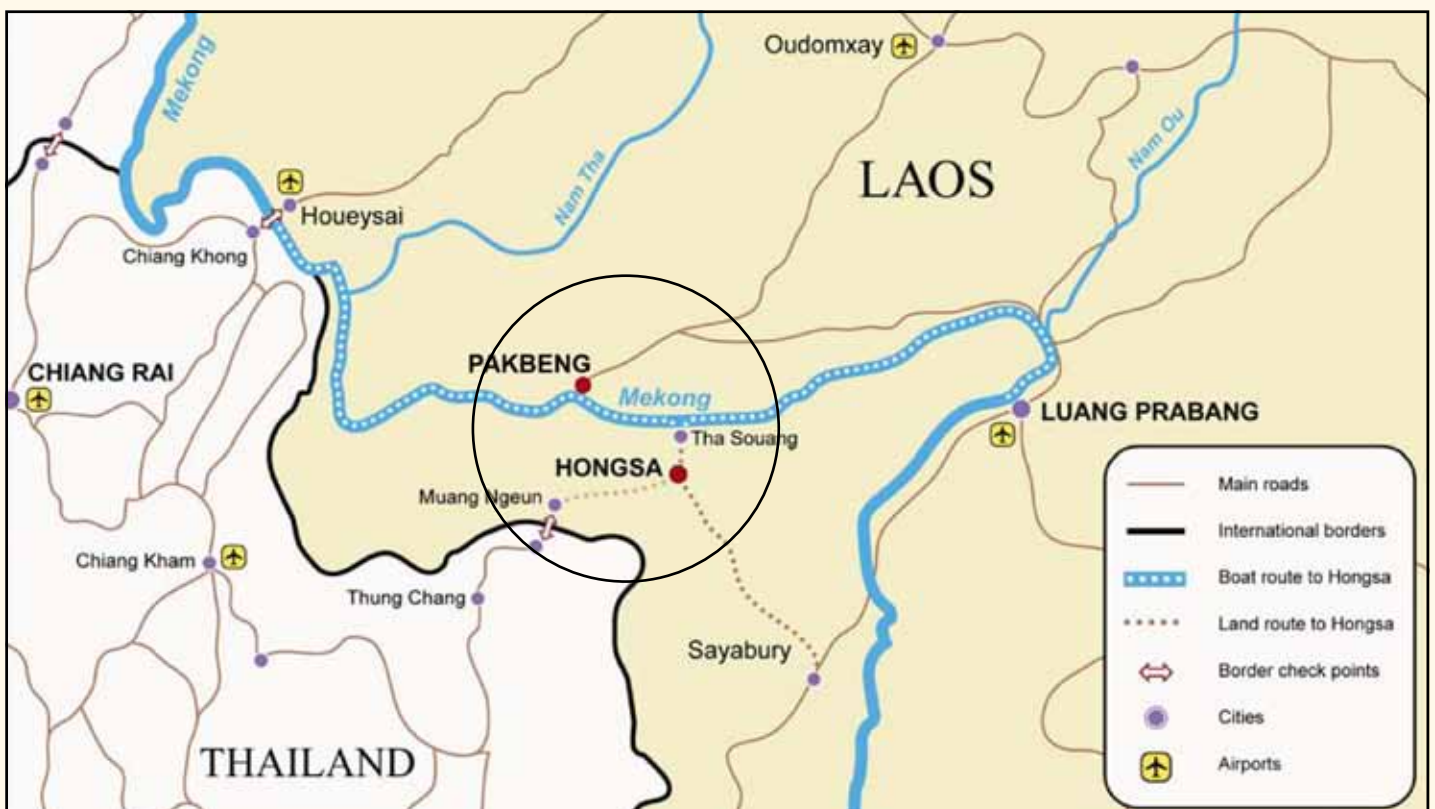 Mekong
Oudomxay
Nam Tha
Nam Ou
LAOS
Houeysai
Chiang Khong
PAKBENG
CHIANG RAI
Mekong
LUANG PRABANG
Tha Souang
HONGSA
Muang Ngeun
Chiang Kham
Thung Chang
Sayabury
THAILAND
Main roads
International borders
Boat route to Hongsa
Land route to Hongsa
Border check points
Cities
Airports